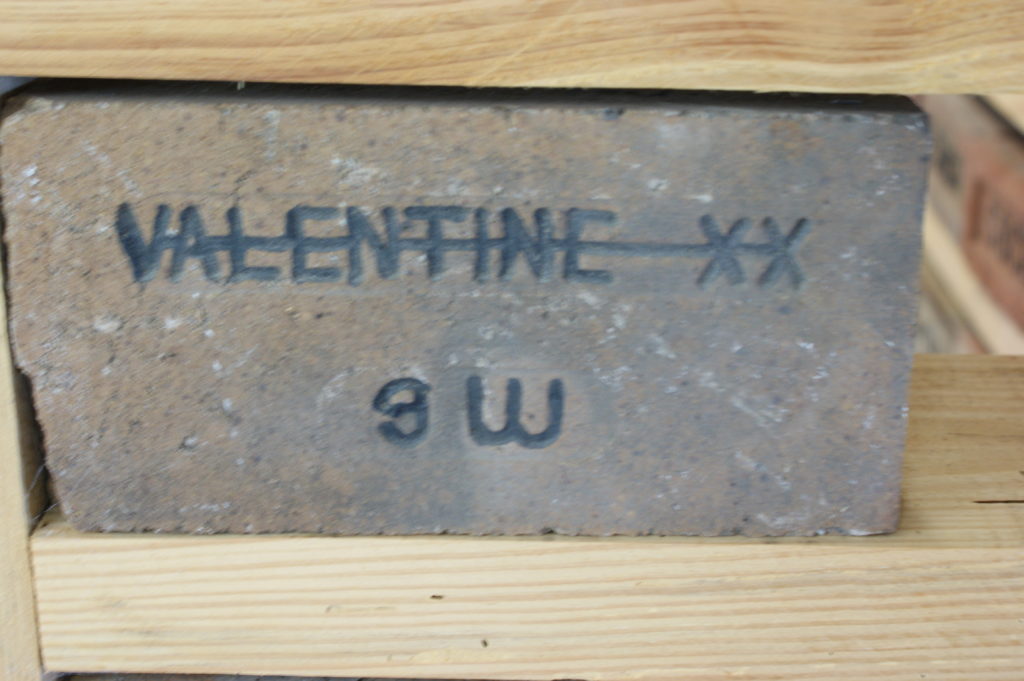 VALENTINE XX
3 W